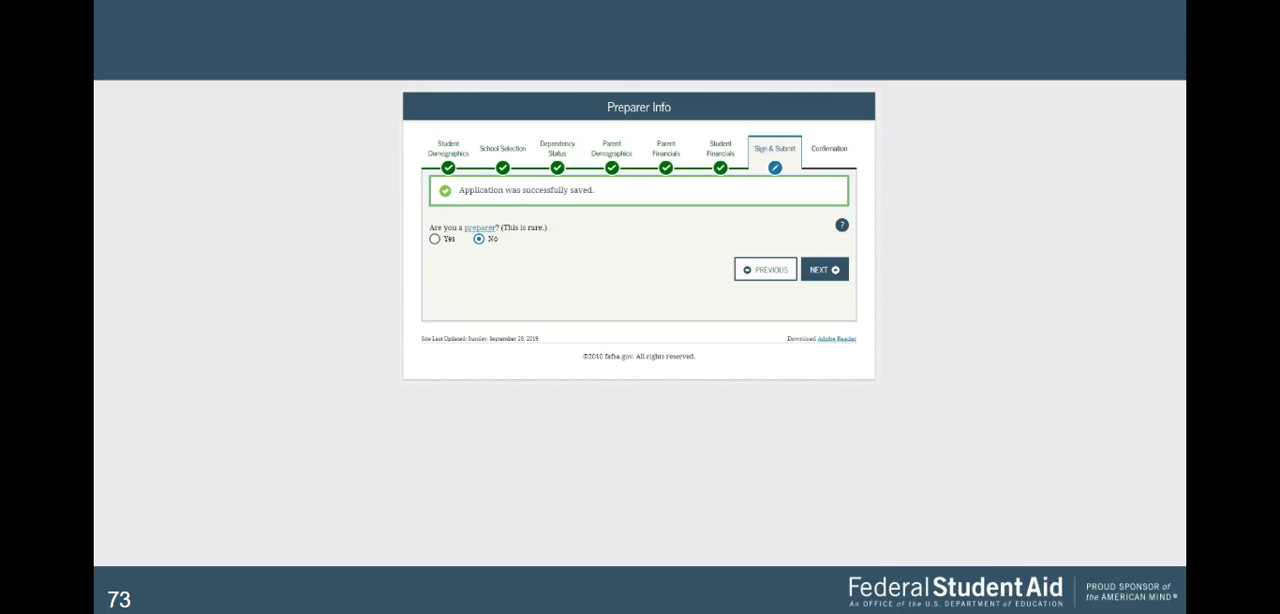 Preparer Info
Student Demographics
School Selection
Dependency Status
Parent Demographics
Parent Financials
Student Financials
Sign & Submit
Confirmation
Application was successfully saved.
Are you a preparer? (This is rare.)
Yes No
?
PREVIOUS NEXT
Site Last Updated: Sunday, September 29, 2019
Download Adobe Reader
©2010 fafsa.gov. All rights reserved.
73
Federal Student Aid
An OFFICE of the U.S. DEPARTMENT of EDUCATION
PROUD SPONSOR of
the AMERICAN MIND®